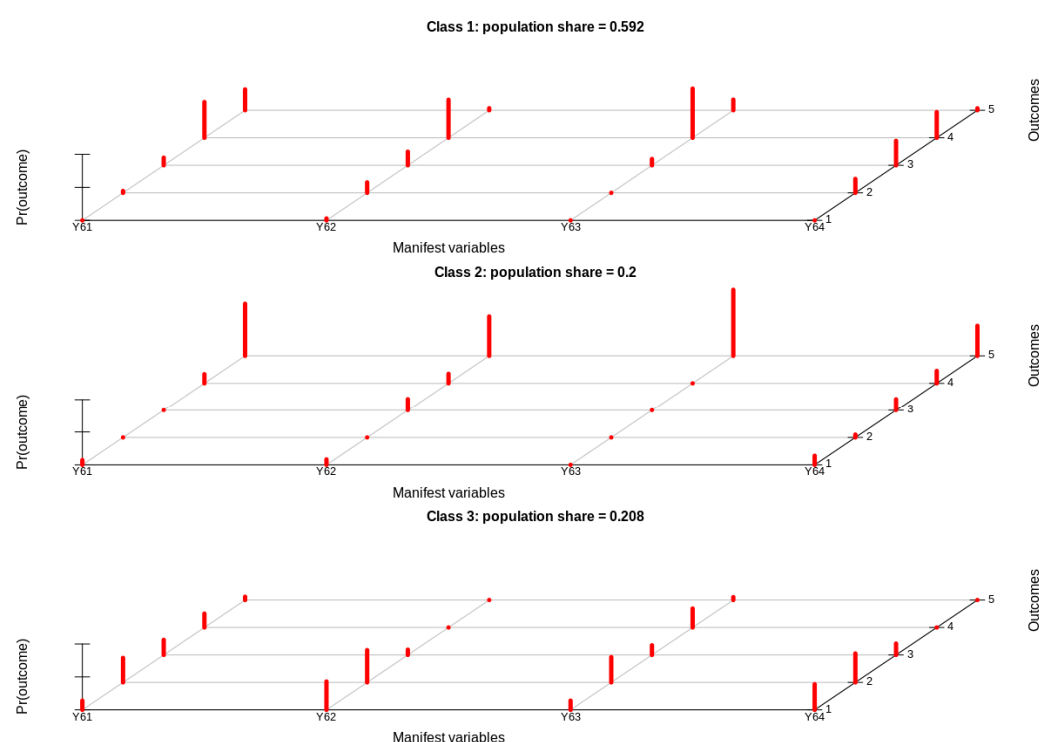 Class 1: population share = 0.592
Pr(outcome)
Outcomes
5
4
3
2
1
Y61 Y62 Y63 Y64
Manifest variables
Class 2: population share = 0.2
Pr(outcome)
Outcomes
5
4
3
2
1
Y61 Y62 Y63 Y64
Manifest variables
Class 3: population share = 0.208
Pr(outcome)
Outcomes
5
4
3
2
1
Y61 Y62 Y63 Y64
Manifest variables